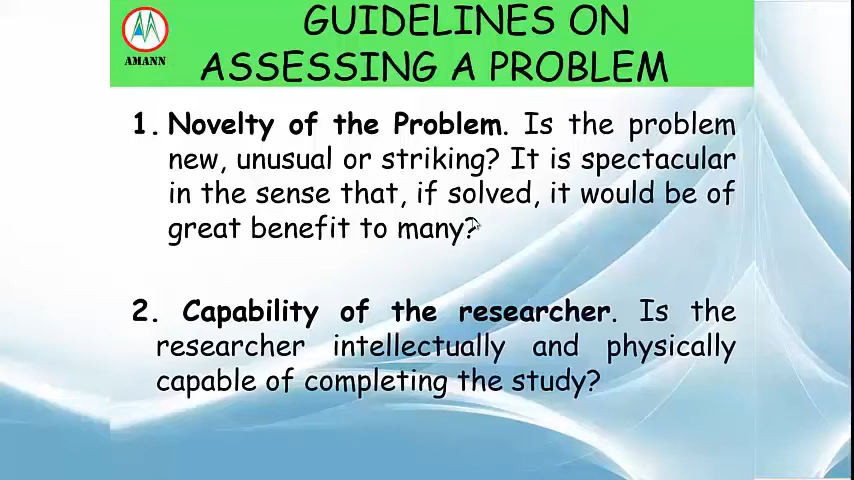 GUIDELINES ON
ASSESSING A PROBLEM
AMANN
1. Novelty of the Problem. Is the problem
new, unusual or striking? It is spectacular
in the sense that, if solved, it would be of
great benefit to many?
2. Capability of the researcher. Is the
researcher intellectually and physically
capable of completing the study?